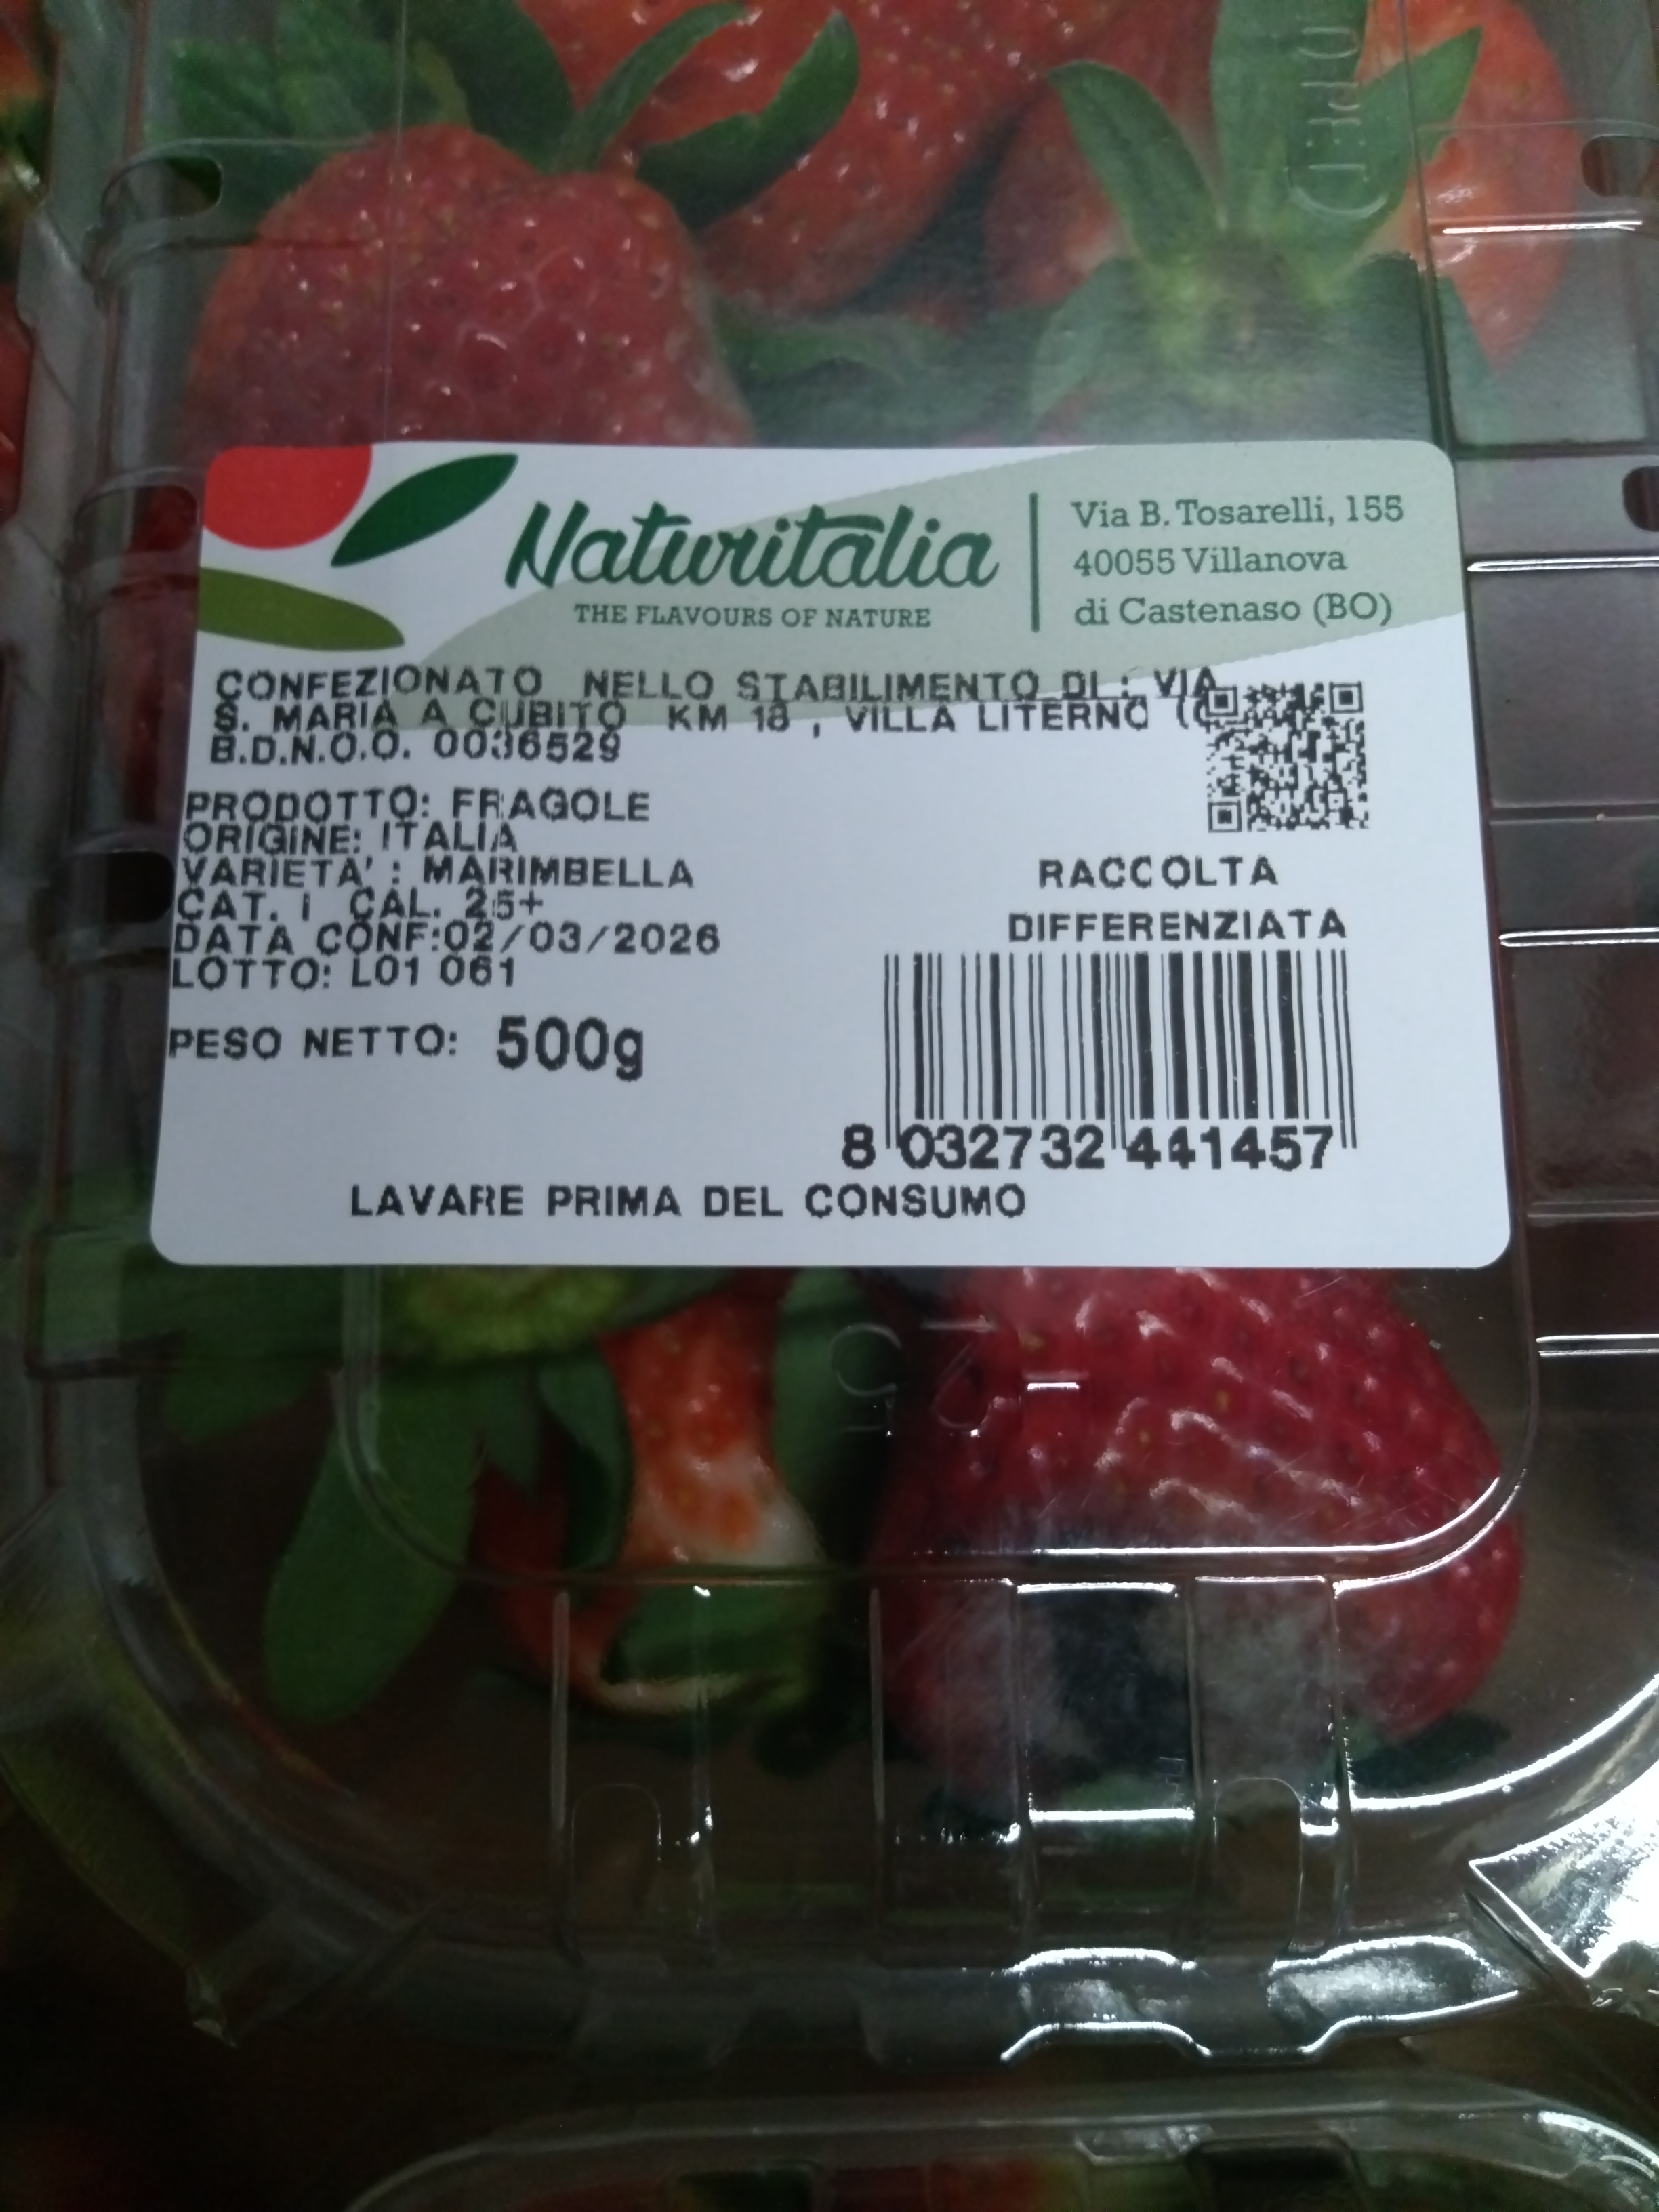 Naturitalia
THE FLAVOURS OF NATURE
Via B. Tosarelli, 155
40055 Villanova
di Castenaso (BO)
CONFEZIONATO NELLO STABILIMENTO DI : VIA
S. MARIA A CUBITO KM 18 , VILLA LITERNO (C
B.D.N.O.O. 0036529
PRODOTTO: FRAGOLE
ORIGINE: ITALIA
VARIETA' : MARIMBELLA
CAT. I CAL. 25+
DATA CONF:02/03/2026
LOTTO: L01 061
PESO NETTO: 500g
RACCOLTA
DIFFERENZIATA
8 032732 441457
LAVARE PRIMA DEL CONSUMO